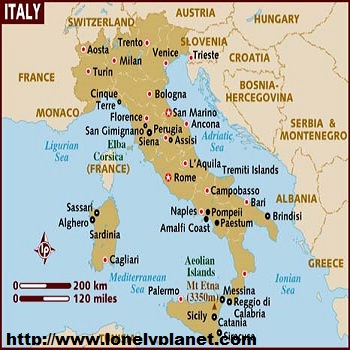 ITALY
SWITZERLAND
AUSTRIA
HUNGARY
SLOVENIA
CROATIA
FRANCE
MONACO
BOSNIA-
HERCEGOVINA
SERBIA &
MONTENEGRO
ALBANIA
GREECE
Trento
Aosta
Milan
Venice
Trieste
Turin
Cinque
Terre
Bologna
San Marino
Florence
Ancona
San Gimignano
Perugia
Siena
Assisi
Adriatic
Sea
Ligurian
Sea
Elba
Corsica
(FRANCE)
L'Aquila
Tremiti Islands
Rome
Campobasso
Bari
Naples
Pompeii
Brindisi
Amalfi Coast
Paestum
Sassari
Alghero
Sardinia
Cagliari
Aeolian
Islands
Mt Etna
(3350m)
Ionian
Sea
Mediterranean
Sea
LP
0
200 km
0
120 miles
Palermo
Messina
Reggio di
Calabria
Sicily
Catania
Siracusa
http://www.lonelyplanet.com